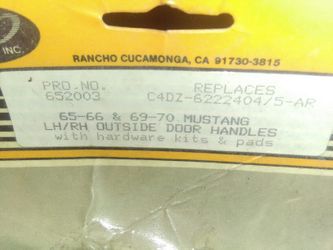 INC.
RANCHO CUCAMONGA, CA 91730-3815
PRO.NO. REPLACES
652003 C4DZ-6222404/5-AR
65-66 & 69-70 MUSTANG
LH/RH OUTSIDE DOOR HANDLES
with hardware kits & pads